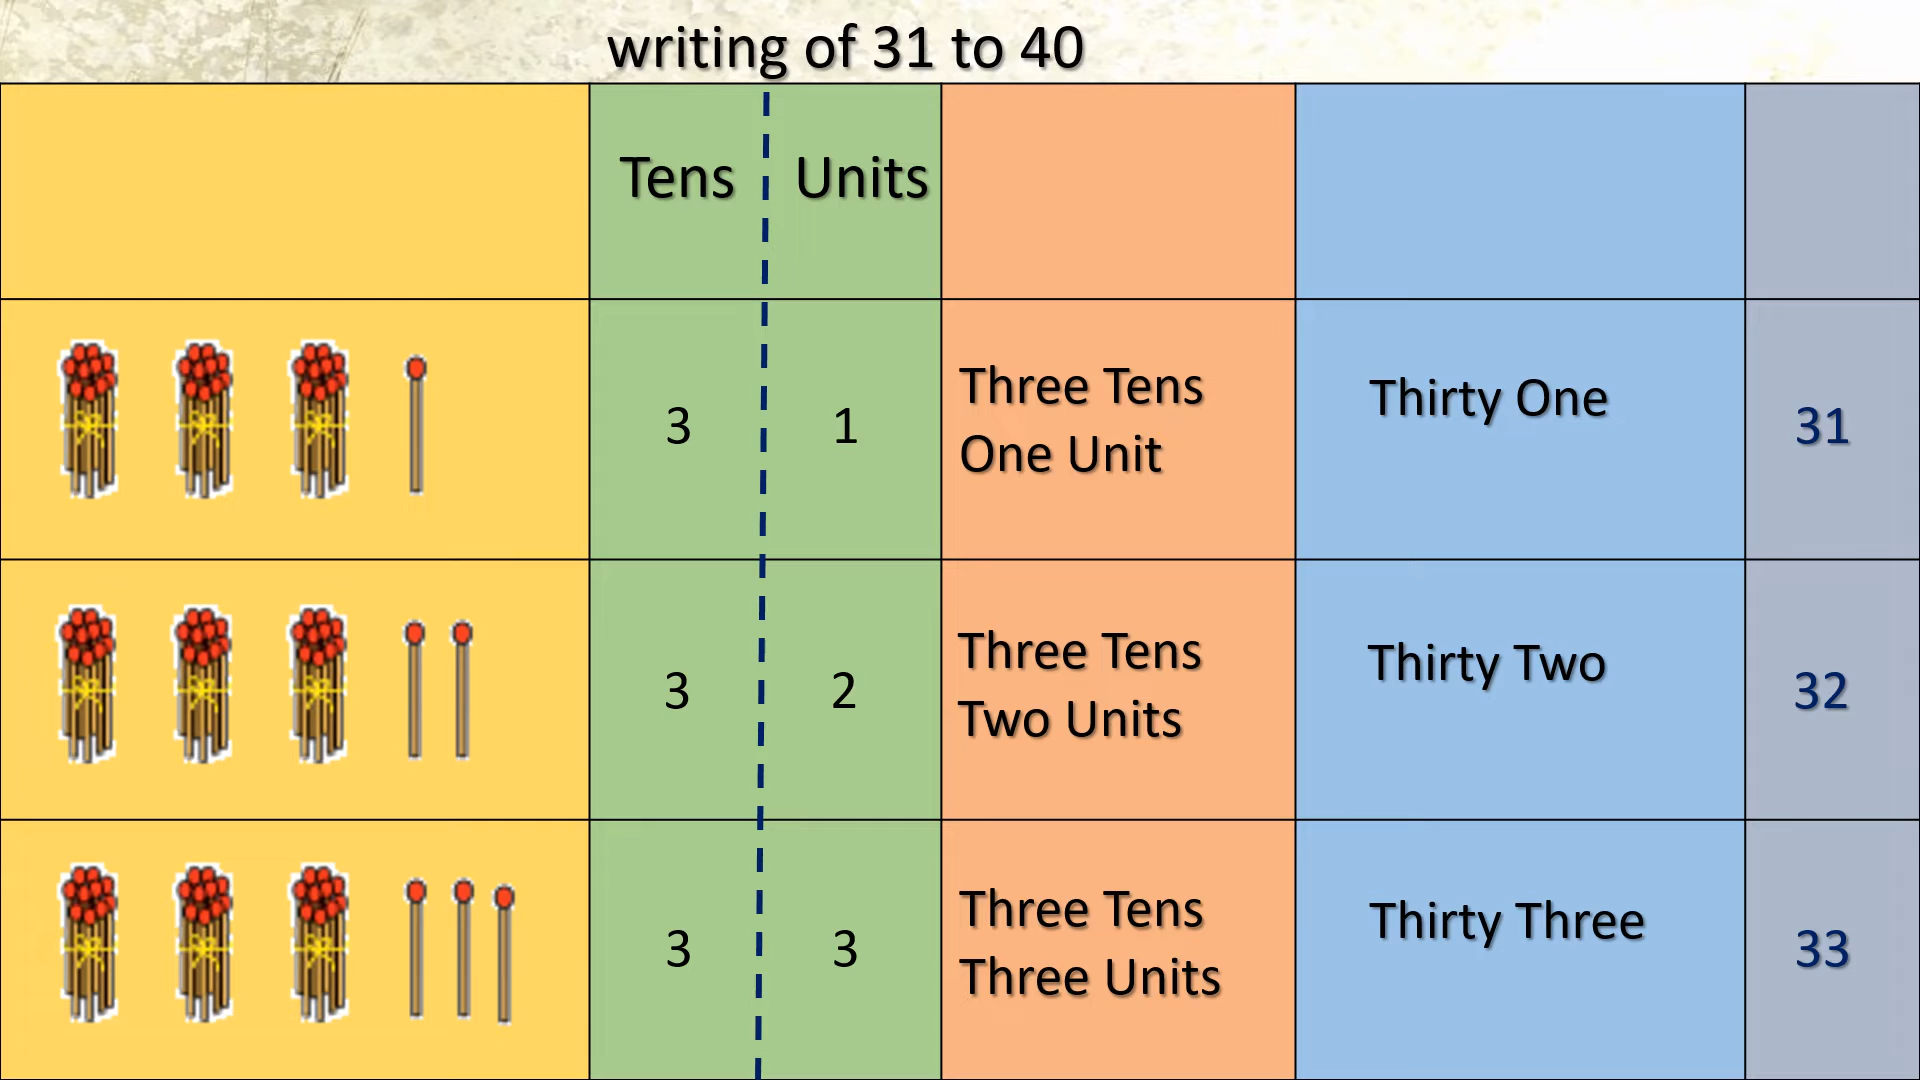 writing of 31 to 40
Tens Units
3 1 Three Tens One Unit Thirty One 31
3 2 Three Tens Two Units Thirty Two 32
3 3 Three Tens Three Units Thirty Three 33